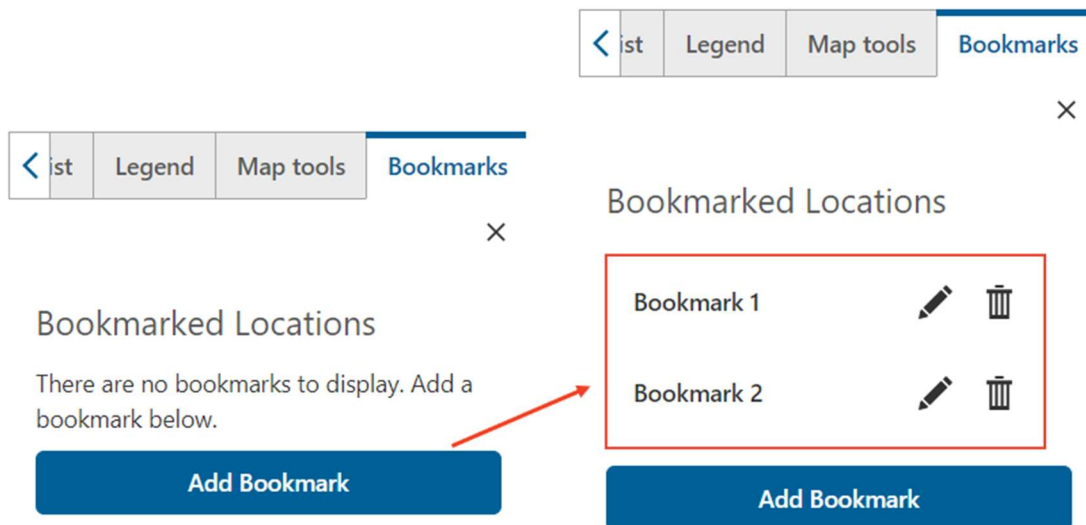 ist Legend Map tools Bookmarks
Bookmarked Locations
There are no bookmarks to display. Add a
bookmark below.
Add Bookmark
ist Legend Map tools Bookmarks
Bookmarked Locations
Bookmark 1
Bookmark 2
Add Bookmark